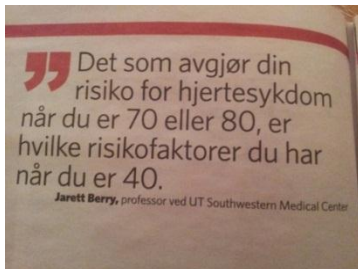 ” Det som avgjør din
risiko for hjertesykdom
når du er 70 eller 80, er
hvilke risikofaktorer du har
når du er 40.
Jarett Berry, professor ved UT Southwestern Medical Center